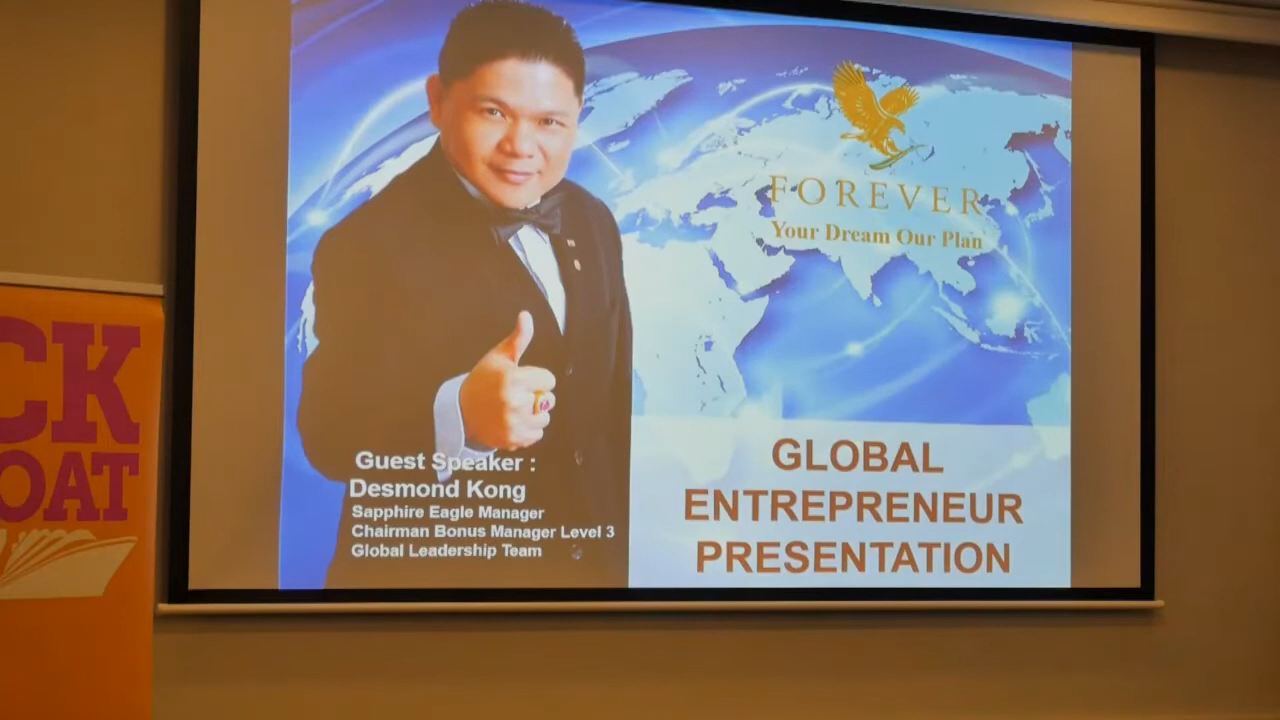 CK
OAT
FOREVER
Your Dream Our Plan
Guest Speaker :
Desmond Kong
Sapphire Eagle Manager
Chairman Bonus Manager Level 3
Global Leadership Team
GLOBAL
ENTREPRENEUR
PRESENTATION